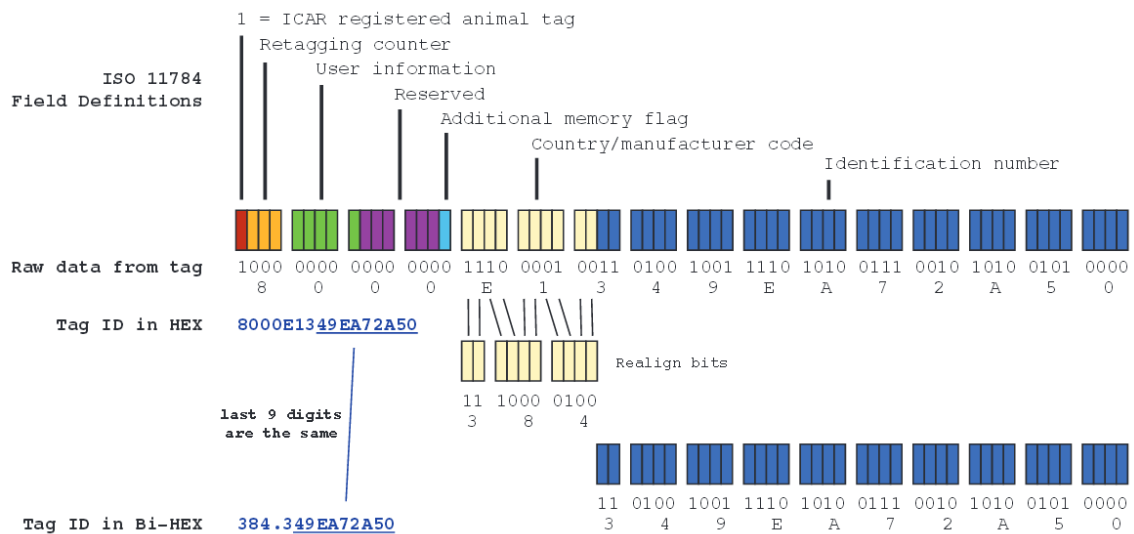 1 = ICAR registered animal tag
Retagging counter
User information
ISO 11784
Field Definitions
Reserved
Additional memory flag
Country/manufacturer code
Identification number
Raw data from tag 1000 0000 0000 0000 1110 0001 0011 0100 1001 1110 1010 0111 0010 1010 0101 0000
8 0 0 0 E 1 3 4 9 E A 7 2 A 5 0
Tag ID in HEX 8000E1349EA72A50
Realign bits
11 1000 0100
3 8 4
last 9 digits
are the same
11 0100 1001 1110 1010 0111 0010 1010 0101 0000
Tag ID in Bi-HEX 384.349EA72A50 3 4 9 E A 7 2 A 5 0